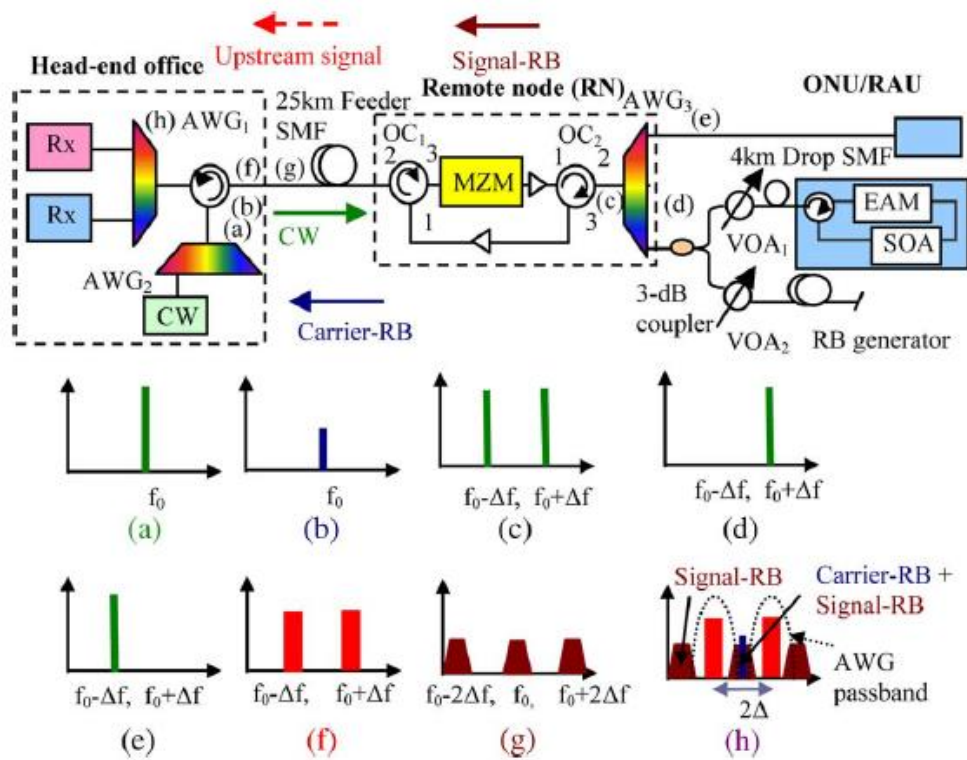 Upstream signal
Signal-RB
Head-end office
Remote node (RN)
ONU/RAU
25km Feeder
SMF
AWG₃
(e)
(h) AWG₁
OC₁
OC₂
Rx
2
3
1
2
4km Drop SMF
(f)
(g)
MZM
(c)
(d)
EAM
Rx
(b)
1
3
SOA
(a)
CW
VOA₁
AWG₂
CW
Carrier-RB
3-dB
coupler
VOA₂
RB generator
f₀
f₀
f₀-Δf, f₀+Δf
f₀-Δf, f₀+Δf
(a)
(b)
(c)
(d)
Signal-RB
Carrier-RB +
Signal-RB
AWG
passband
f₀-Δf, f₀+Δf
f₀-Δf, f₀+Δf
f₀-2Δf, f₀, f₀+2Δf
2Δ
(e)
(f)
(g)
(h)